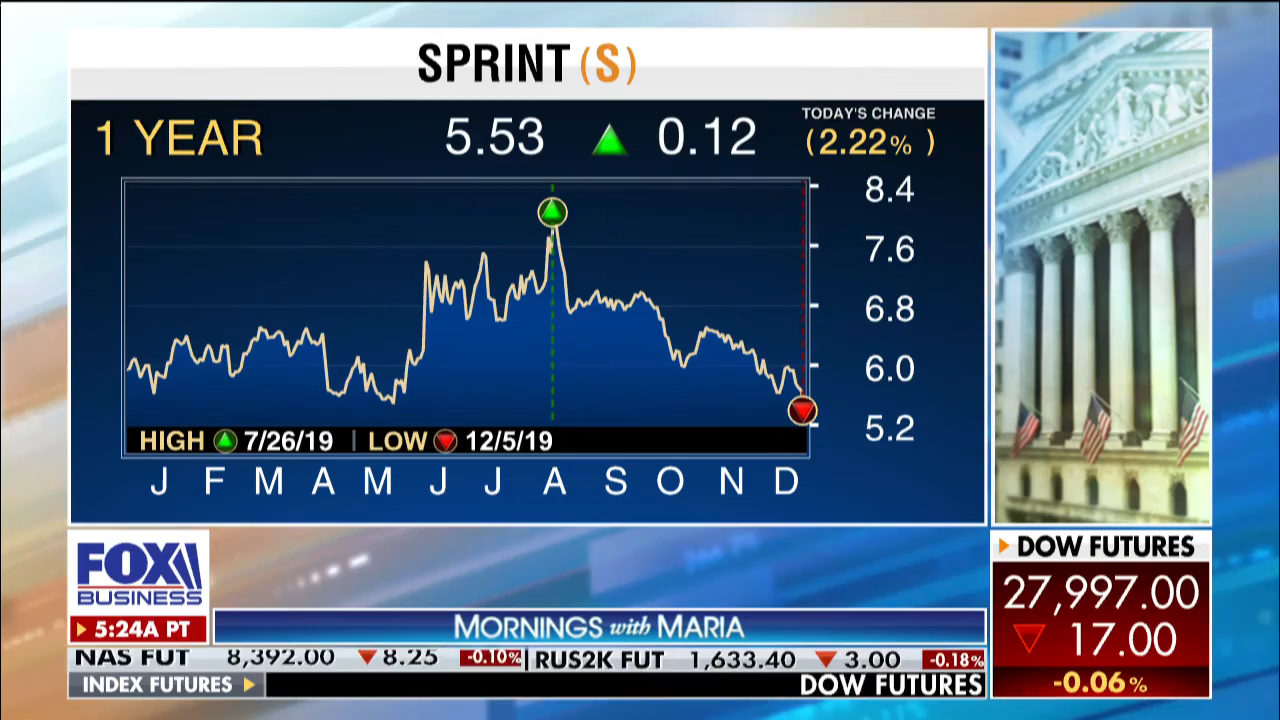 SPRINT (S)
1 YEAR 5.53 0.12 TODAY'S CHANGE (2.22%)
8.4
7.6
6.8
6.0
5.2
HIGH 7/26/19 | LOW 12/5/19
J F M A M J J A S O N D
FOX BUSINESS
5:24A PT
MORNINGS with MARIA
DOW FUTURES
27,997.00
17.00
-0.06%
NAS FUT 8,392.00 8.25 -0.10% RUS2K FUT 1,633.40 3.00 -0.18%
INDEX FUTURES DOW FUTURES